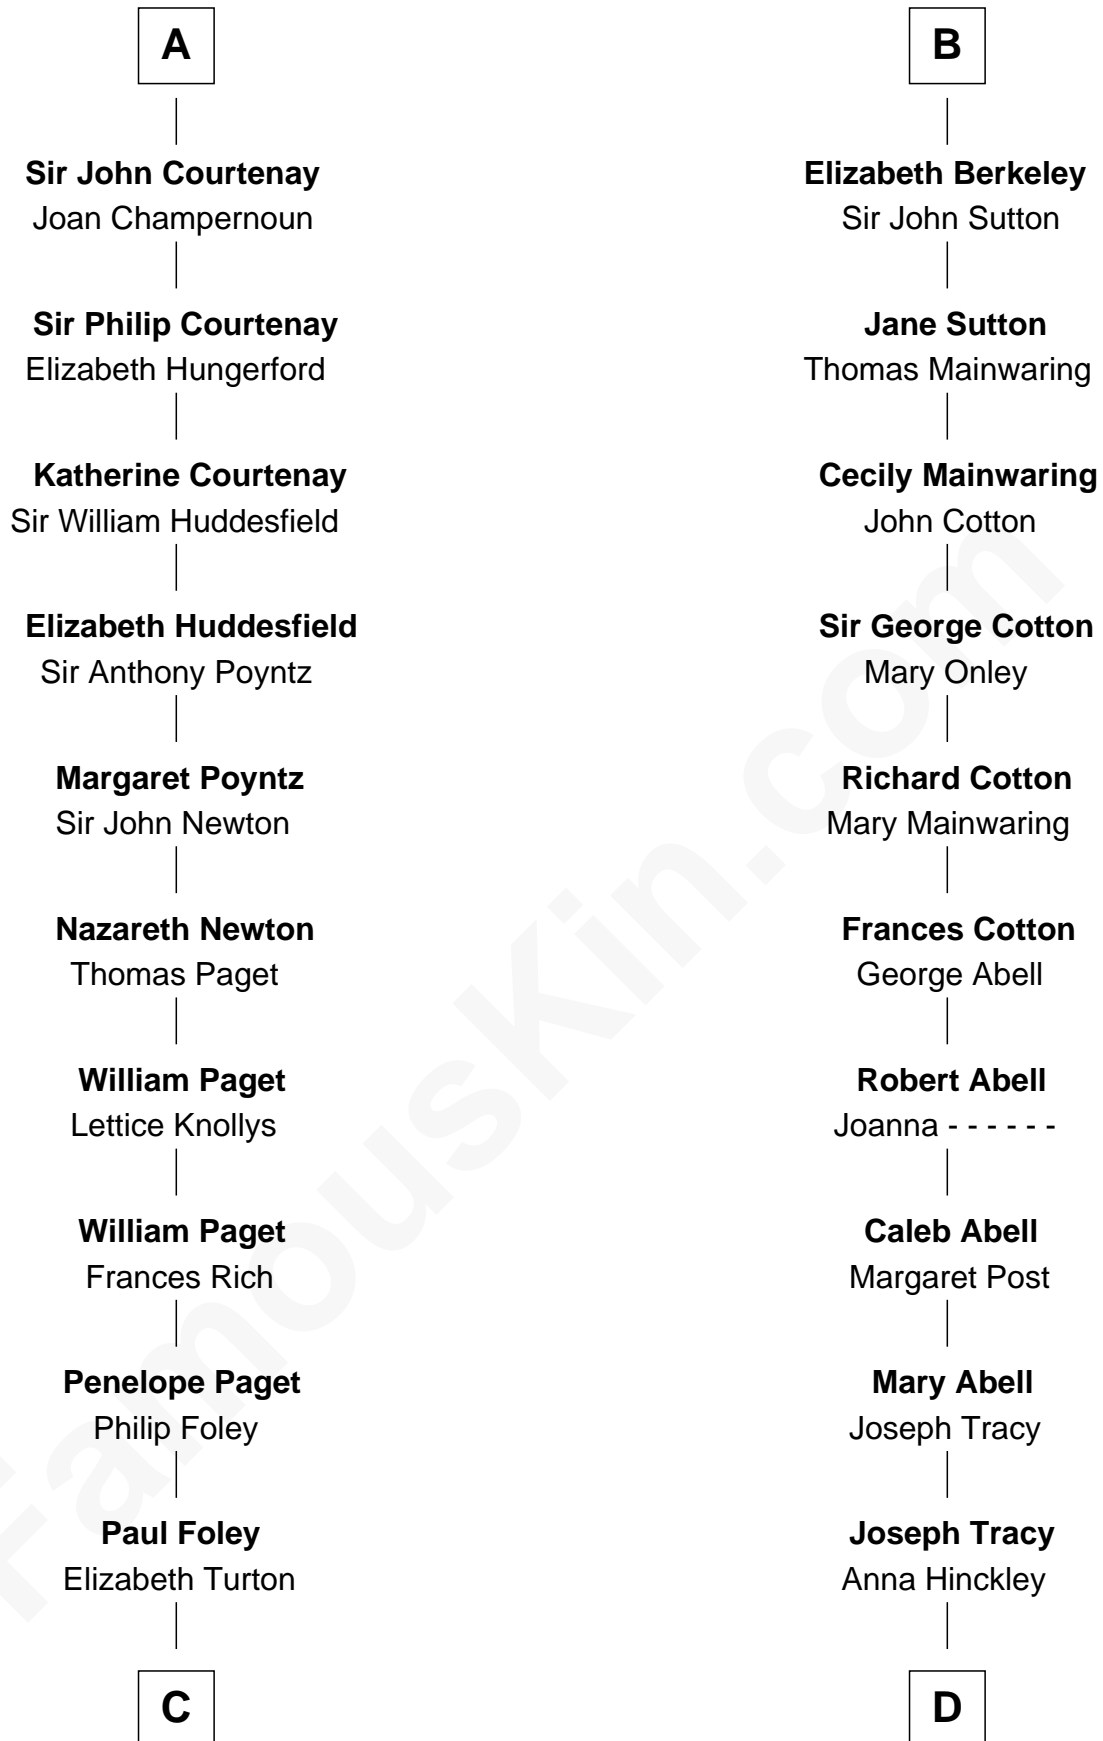 A
Sir John Courtenay
Joan Champernoun
Sir Philip Courtenay
Elizabeth Hungerford
Katherine Courtenay
Sir William Huddesfield
Elizabeth Huddesfield
Sir Anthony Poyntz
Margaret Poyntz
Sir John Newton
Nazareth Newton
Thomas Paget
William Paget
Lettice Knollys
William Paget
Frances Rich
Penelope Paget
Philip Foley
Paul Foley
Elizabeth Turton
C
B
Elizabeth Berkeley
Sir John Sutton
Jane Sutton
Thomas Mainwaring
Cecily Mainwaring
John Cotton
Sir George Cotton
Mary Onley
Richard Cotton
Mary Mainwaring
Frances Cotton
George Abell
Robert Abell
Joanna - - - - - -
Caleb Abell
Margaret Post
Mary Abell
Joseph Tracy
Joseph Tracy
Anna Hinckley
D
FamousKin.com